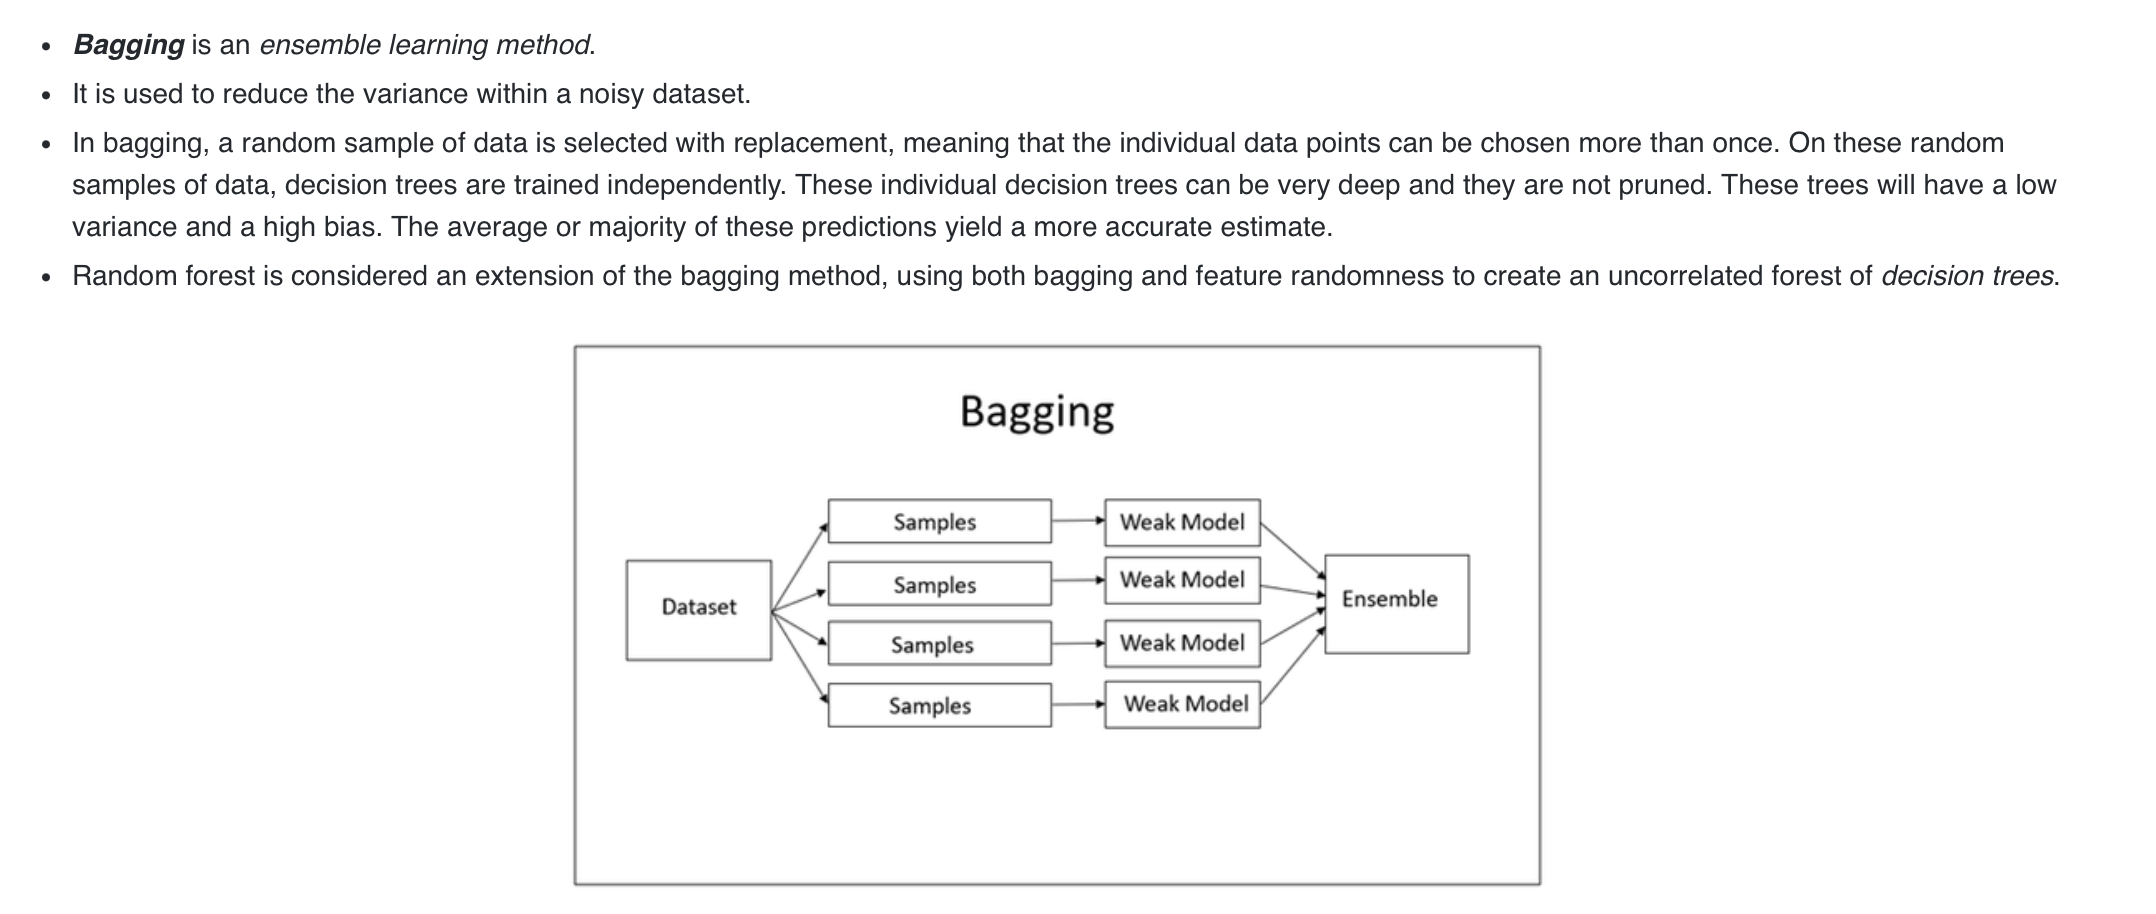 Bagging is an ensemble learning method.
It is used to reduce the variance within a noisy dataset.
In bagging, a random sample of data is selected with replacement, meaning that the individual data points can be chosen more than once. On these random
samples of data, decision trees are trained independently. These individual decision trees can be very deep and they are not pruned. These trees will have a low
variance and a high bias. The average or majority of these predictions yield a more accurate estimate.
Random forest is considered an extension of the bagging method, using both bagging and feature randomness to create an uncorrelated forest of decision trees.
Bagging
Dataset
Samples
Samples
Samples
Samples
Weak Model
Weak Model
Weak Model
Weak Model
Ensemble